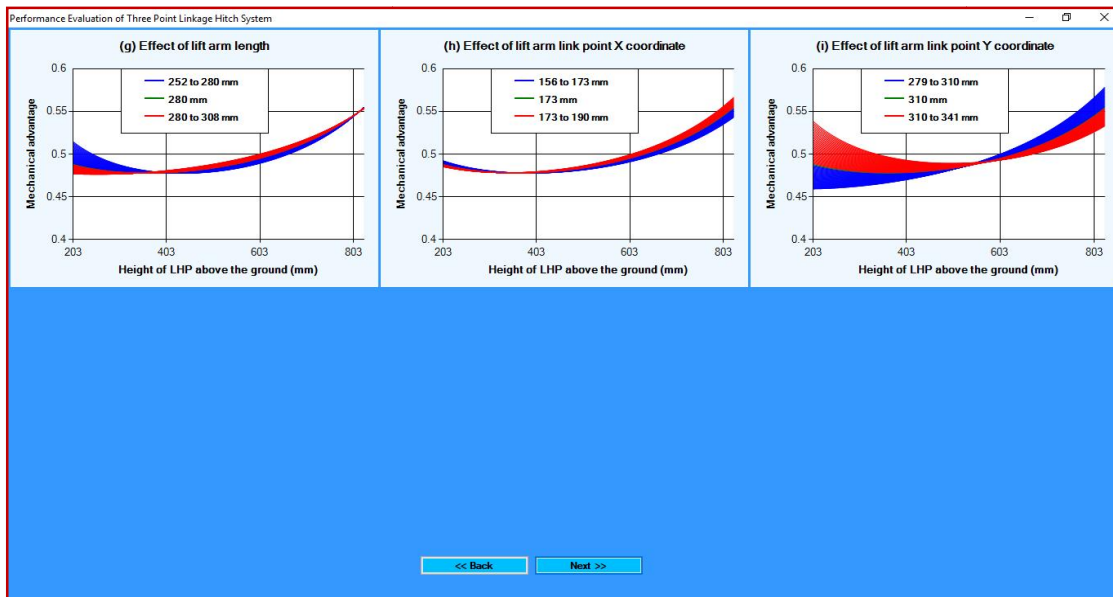 Performance Evaluation of Three Point Linkage Hitch System
(g) Effect of lift arm length
0.6
0.55
0.5
0.45
0.4
Mechanical advantage
252 to 280 mm
280 mm
280 to 308 mm
203
403
603
803
Height of LHP above the ground (mm)
(h) Effect of lift arm link point X coordinate
0.6
0.55
0.5
0.45
0.4
Mechanical advantage
156 to 173 mm
173 mm
173 to 190 mm
203
403
603
803
Height of LHP above the ground (mm)
(i) Effect of lift arm link point Y coordinate
0.6
0.55
0.5
0.45
0.4
Mechanical advantage
279 to 310 mm
310 mm
310 to 341 mm
203
403
603
803
Height of LHP above the ground (mm)
<< Back
Next >>